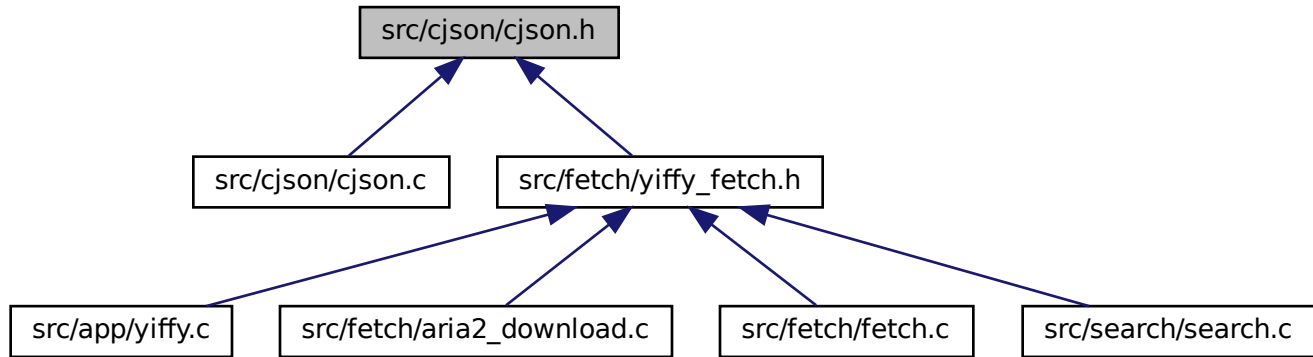 src/cjson/cjson.h
src/cjson/cjson.c
src/fetch/yiffy_fetch.h
src/app/yiffy.c
src/fetch/aria2_download.c
src/fetch/fetch.c
src/search/search.c